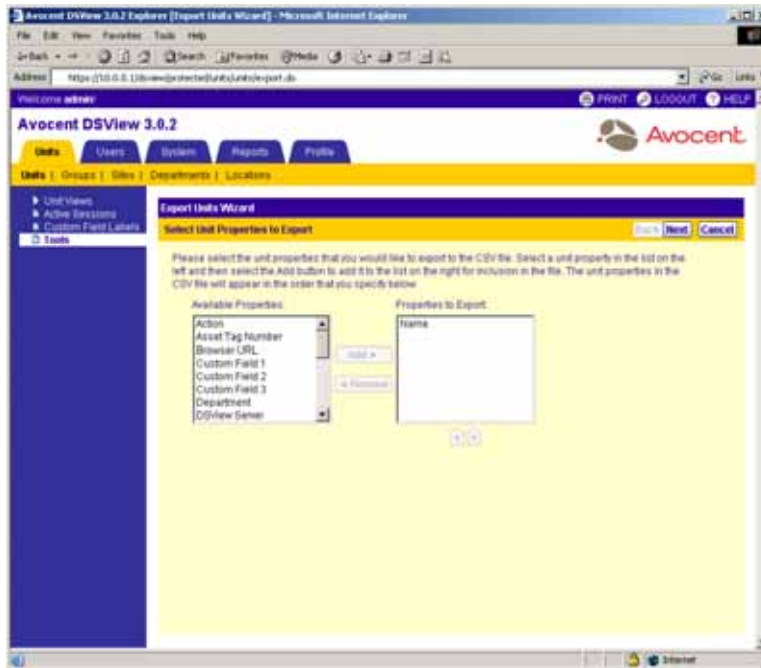 Avocent DSView 3.0.2 Explorer [Export Units Wizard] - Microsoft Internet Explorer
File Edit View Favorites Tools Help
Back Search Favorites Media
Address Go Links
Welcome admin PRINT LOGOUT HELP
Avocent DSView 3.0.2
Avocent
Units Users System Reports Profile
Units | Groups | Sites | Departments | Locations
Unit Views
Active Sessions
Custom Field Labels
Tools
Export Units Wizard
Select Unit Properties to Export Back Next Cancel
Please select the unit properties that you would like to export to the CSV file. Select a unit property in the list on the
left and then select the Add button to add it to the list on the right for inclusion in the file. The unit properties in the
CSV file will appear in the order that you specify below.
Available Properties: Properties to Export:
Action
Asset Tag Number
Browser URL
Custom Field 1
Custom Field 2
Custom Field 3
Department
DSView Server
Add
Remove
Name
Internet